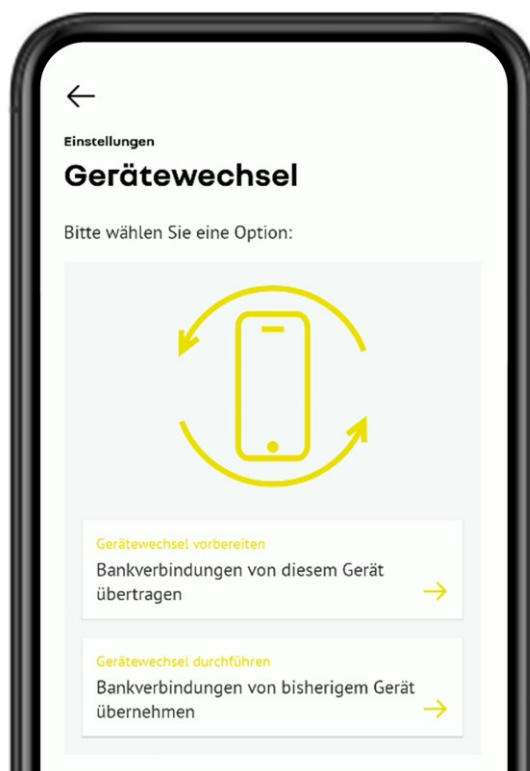 Einstellungen
Gerätewechsel
Bitte wählen Sie eine Option:
Gerätewechsel vorbereiten
Bankverbindungen von diesem Gerät
übertragen
Gerätewechsel durchführen
Bankverbindungen von bisherigem Gerät
übernehmen